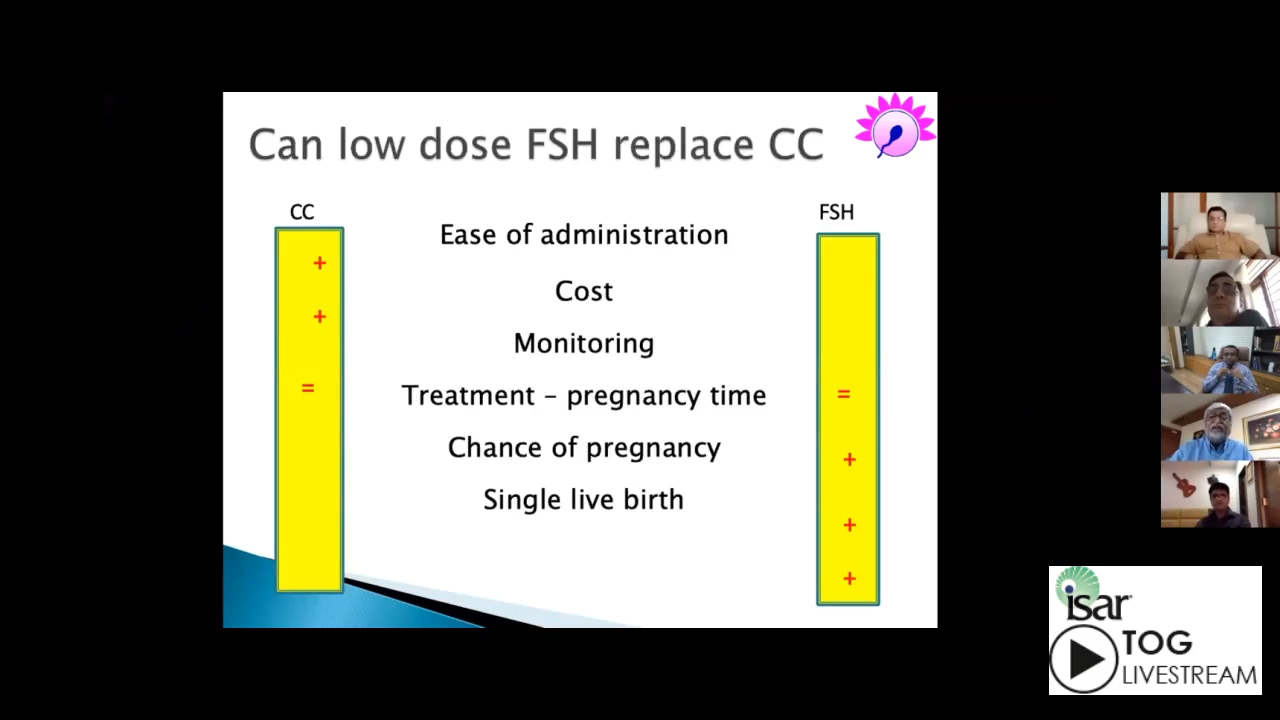 Can low dose FSH replace CC
CC
FSH
Ease of administration
+
Cost
+
Monitoring
=
Treatment – pregnancy time
=
Chance of pregnancy
+
Single live birth
+
+
isar
TOG
LIVESTREAM